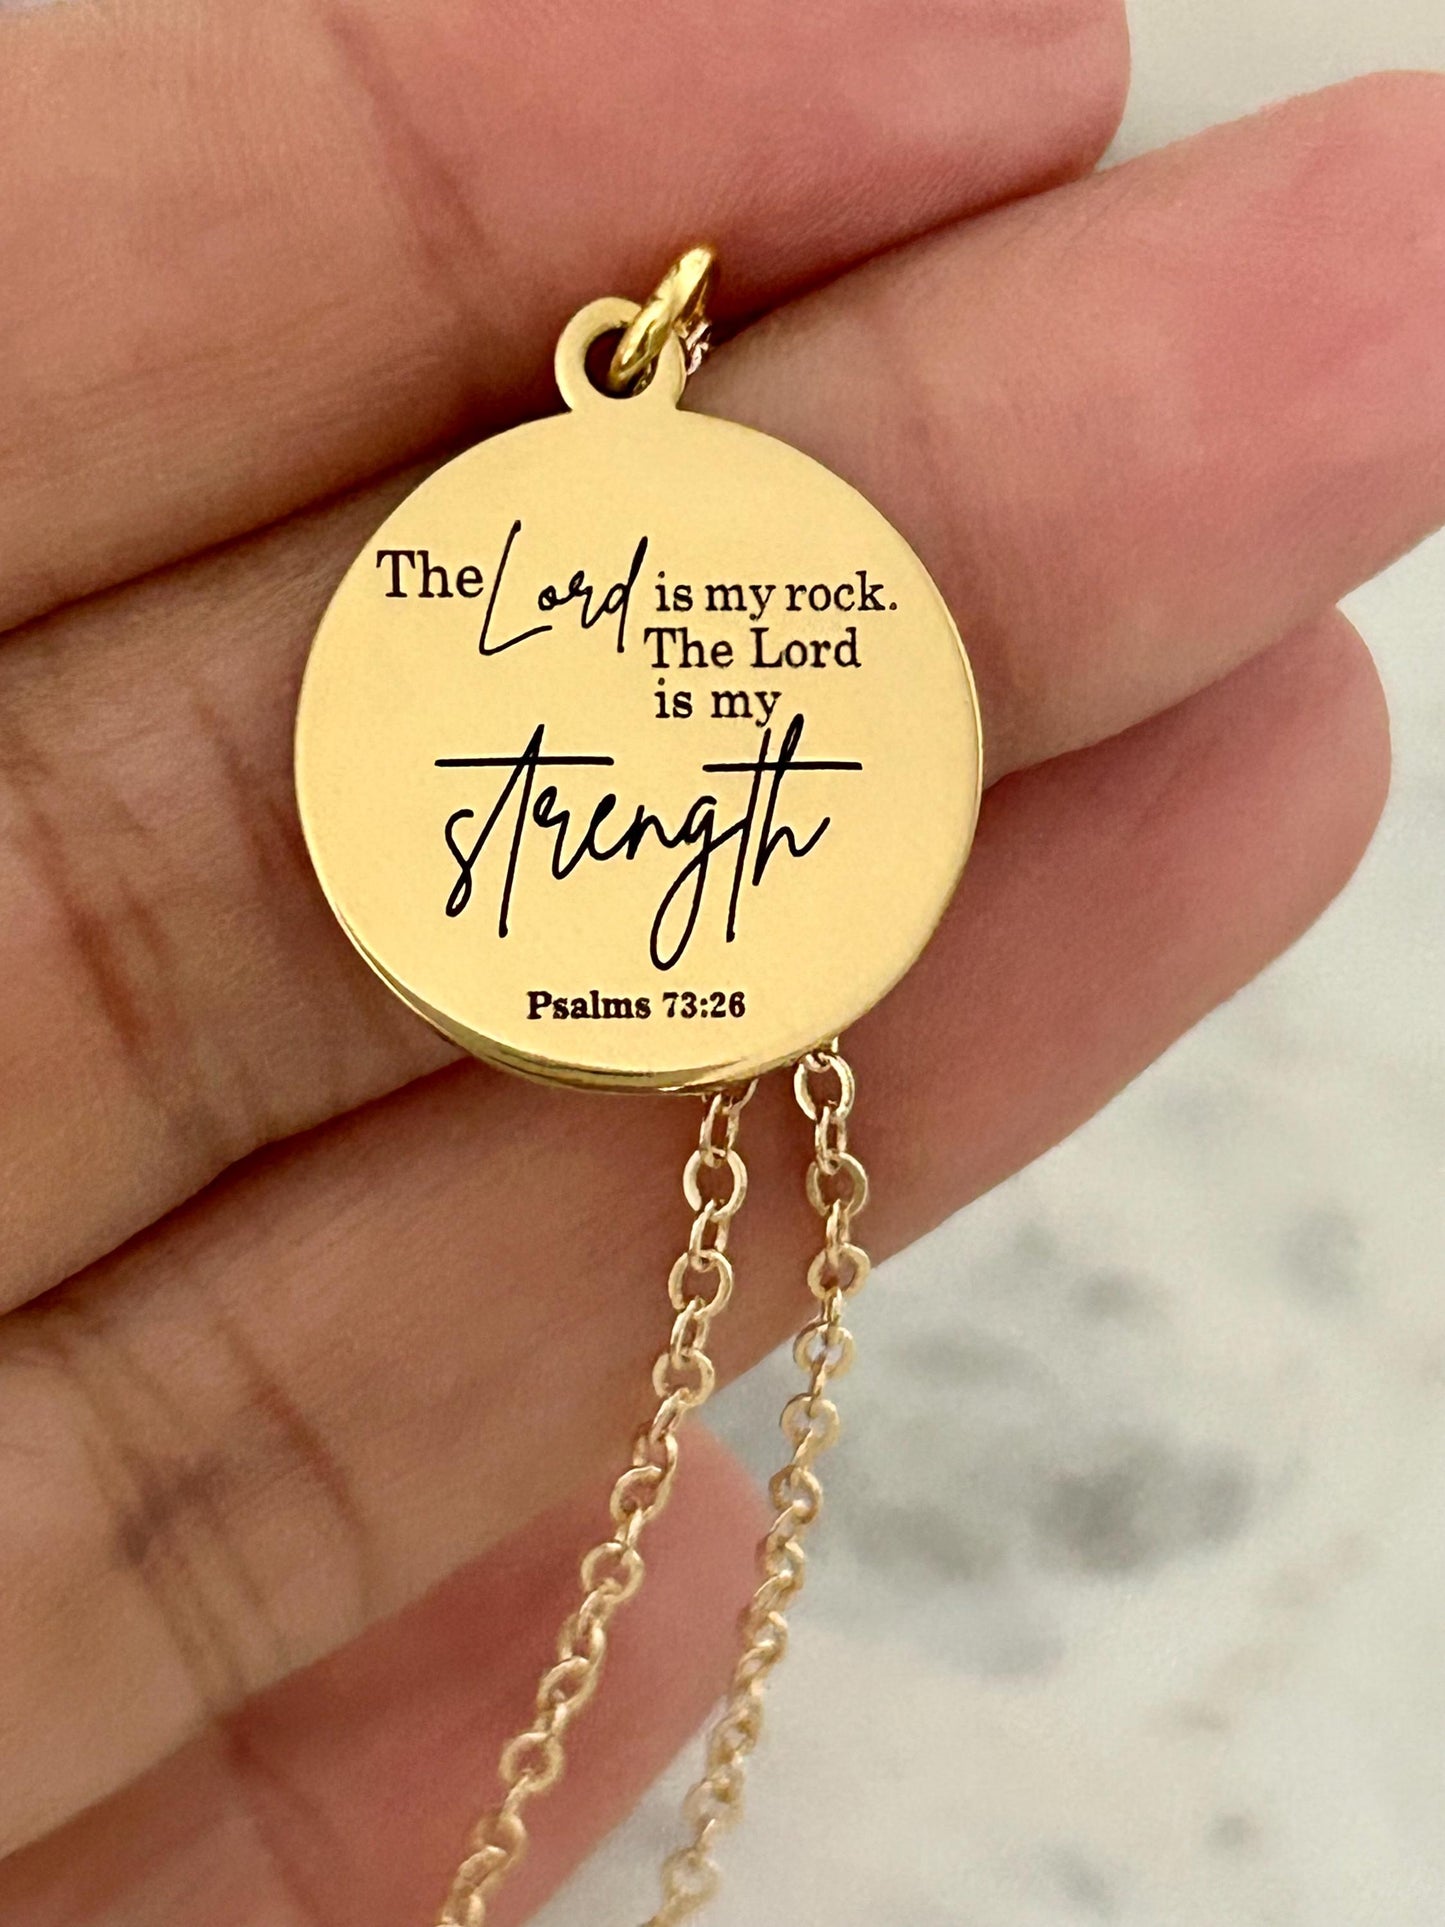 The Lord is my rock.
The Lord
is my
strength
Psalms 73:26